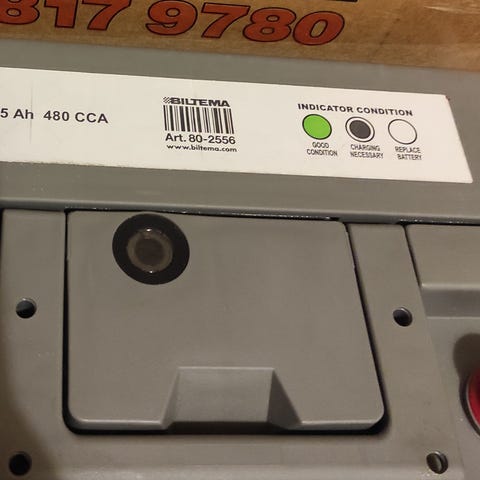 817 9780
5 Ah 480 CCA
BILTEMA
Art. 80-2556
www.biltema.com
INDICATOR CONDITION
GOOD CONDITION
CHARGING NECESSARY
REPLACE BATTERY